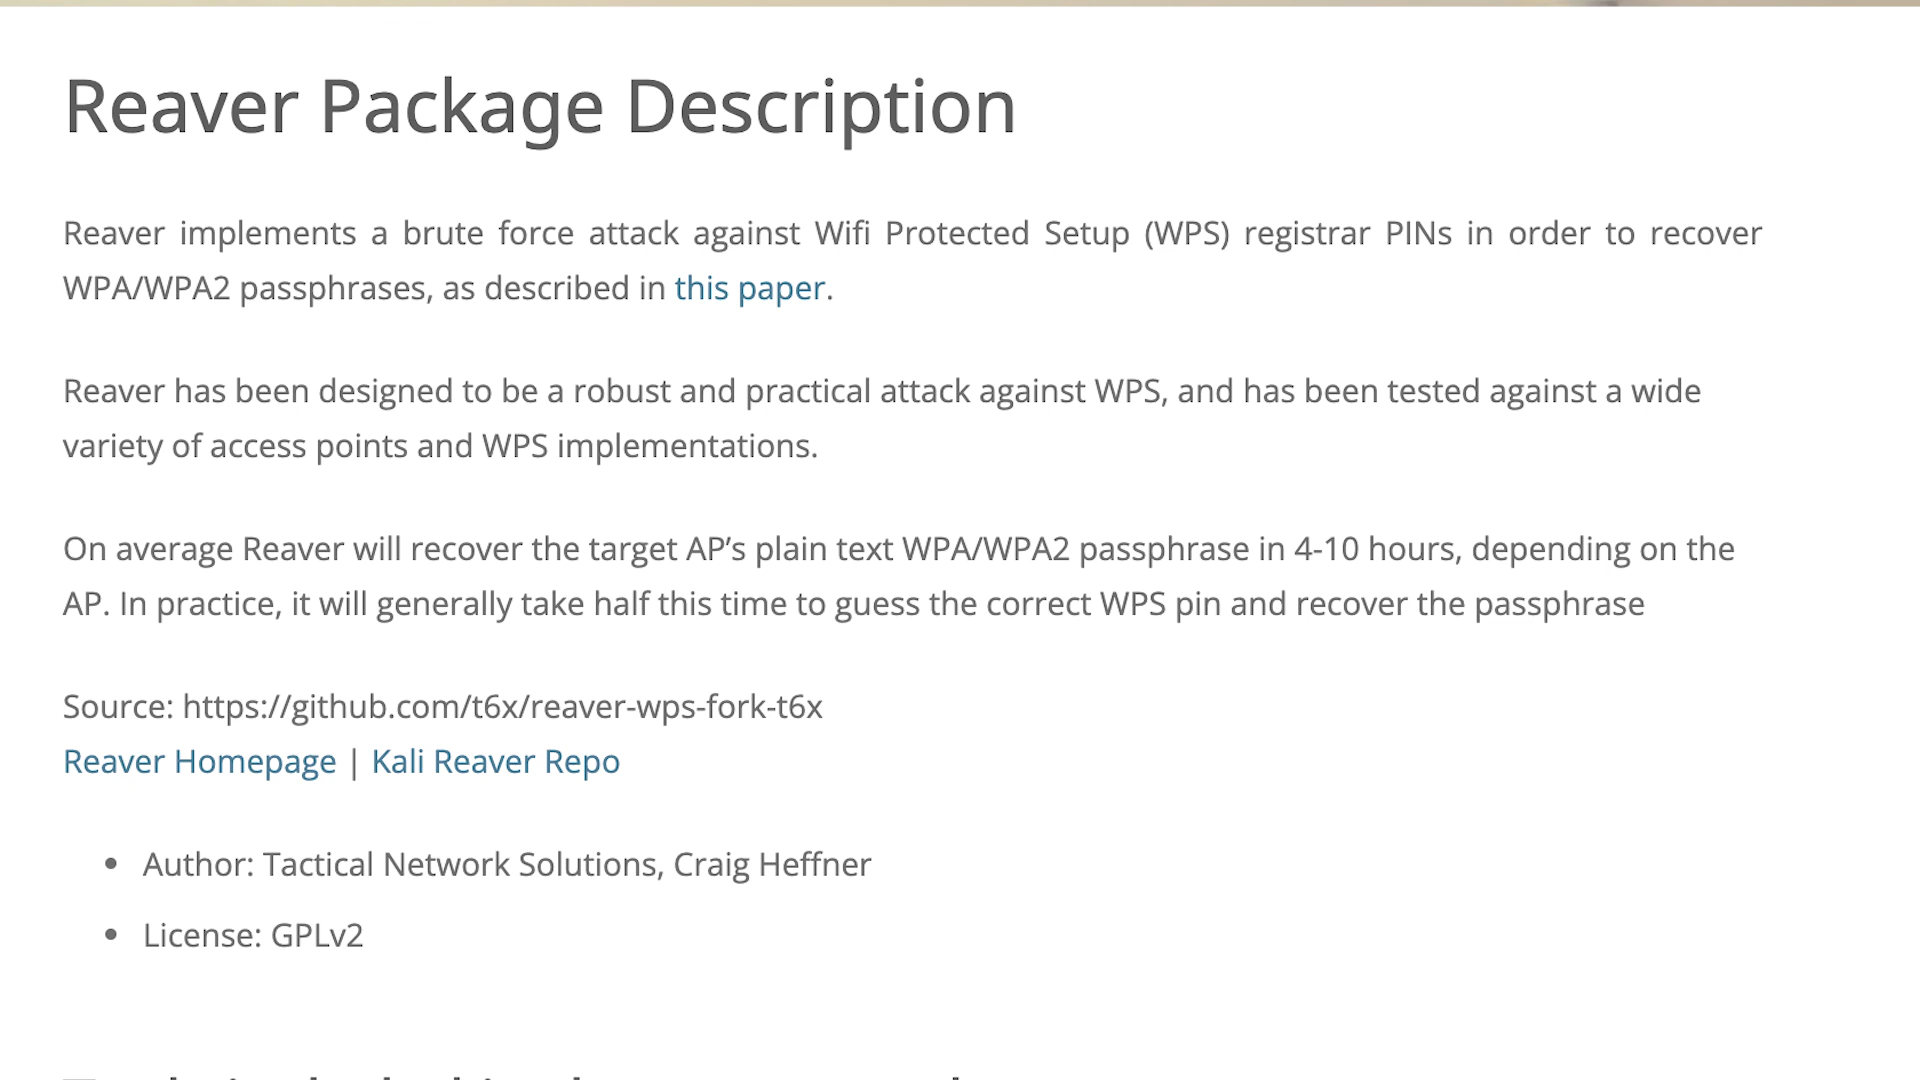 Reaver Package Description
Reaver implements a brute force attack against Wifi Protected Setup (WPS) registrar PINs in order to recover
WPA/WPA2 passphrases, as described in this paper.
Reaver has been designed to be a robust and practical attack against WPS, and has been tested against a wide
variety of access points and WPS implementations.
On average Reaver will recover the target AP’s plain text WPA/WPA2 passphrase in 4-10 hours, depending on the
AP. In practice, it will generally take half this time to guess the correct WPS pin and recover the passphrase
Source: https://github.com/t6x/reaver-wps-fork-t6x
Reaver Homepage | Kali Reaver Repo
• Author: Tactical Network Solutions, Craig Heffner
• License: GPLv2